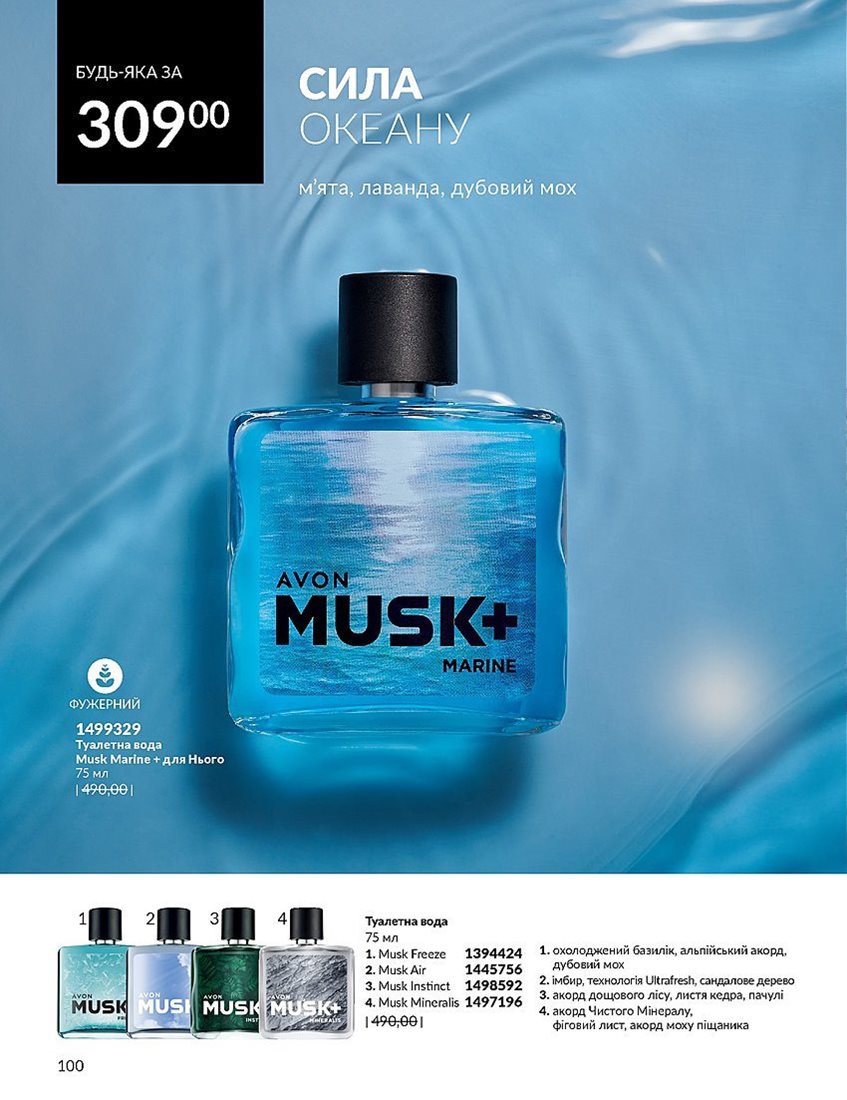 БУДЬ-ЯКА ЗА
309⁰⁰
СИЛА
ОКЕАНУ
м'ята, лаванда, дубовий мох
AVON
MUSK+
MARINE
ФУЖЕРНИЙ
1499329
Туалетна вода
Musk Marine + для Нього
75 мл
| 490,00 |
1
2
3
4
AVON
MUSK
FR
MUSK
AVON
MUSK
INST
AVON
MUSK+
MINERALIS
Туалетна вода
75 мл
1. Musk Freeze 1394424
2. Musk Air 1445756
3. Musk Instinct 1498592
4. Musk Mineralis 1497196
| 490,00 |
1. охолоджений базилік, альпійський акорд,
дубовий мох
2. імбир, технологія Ultrafresh, сандалове дерево
3. акорд дощового лісу, листя кедра, пачулі
4. акорд Чистого Мінералу,
фіговий лист, акорд моху піщаника
100